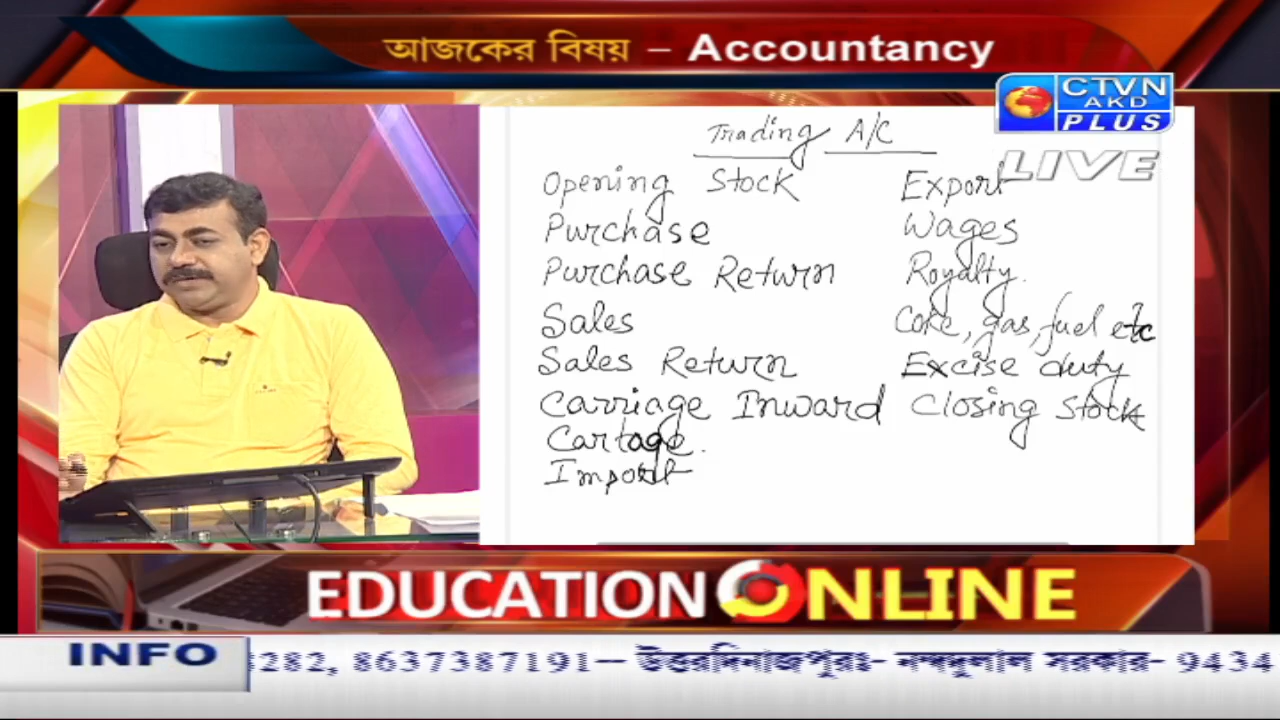 আজকের বিষয় – Accountancy
CTVN
AKD
PLUS
LIVE
Trading A/C
Opening Stock
Purchase
Purchase Return
Sales
Sales Return
Carriage Inward
Cartage.
Import
Export
Wages
Royalty.
Coke, gas, fuel etc
Excise duty
Closing Stock
EDUCATION ONLINE
INFO
4282, 8637387191-- উত্তরদিনাজপুরঃ- নন্দদুলাল সরকার- 9434